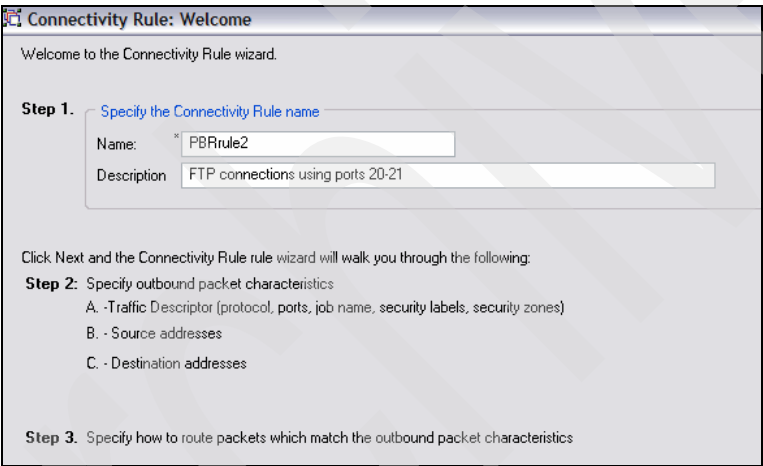 Connectivity Rule: Welcome
Welcome to the Connectivity Rule wizard.
Step 1. Specify the Connectivity Rule name
Name: * PBRrule2
Description FTP connections using ports 20-21
Click Next and the Connectivity Rule rule wizard will walk you through the following:
Step 2: Specify outbound packet characteristics
A. -Traffic Descriptor (protocol, ports, job name, security labels, security zones)
B. - Source addresses
C. - Destination addresses
Step 3. Specify how to route packets which match the outbound packet characteristics